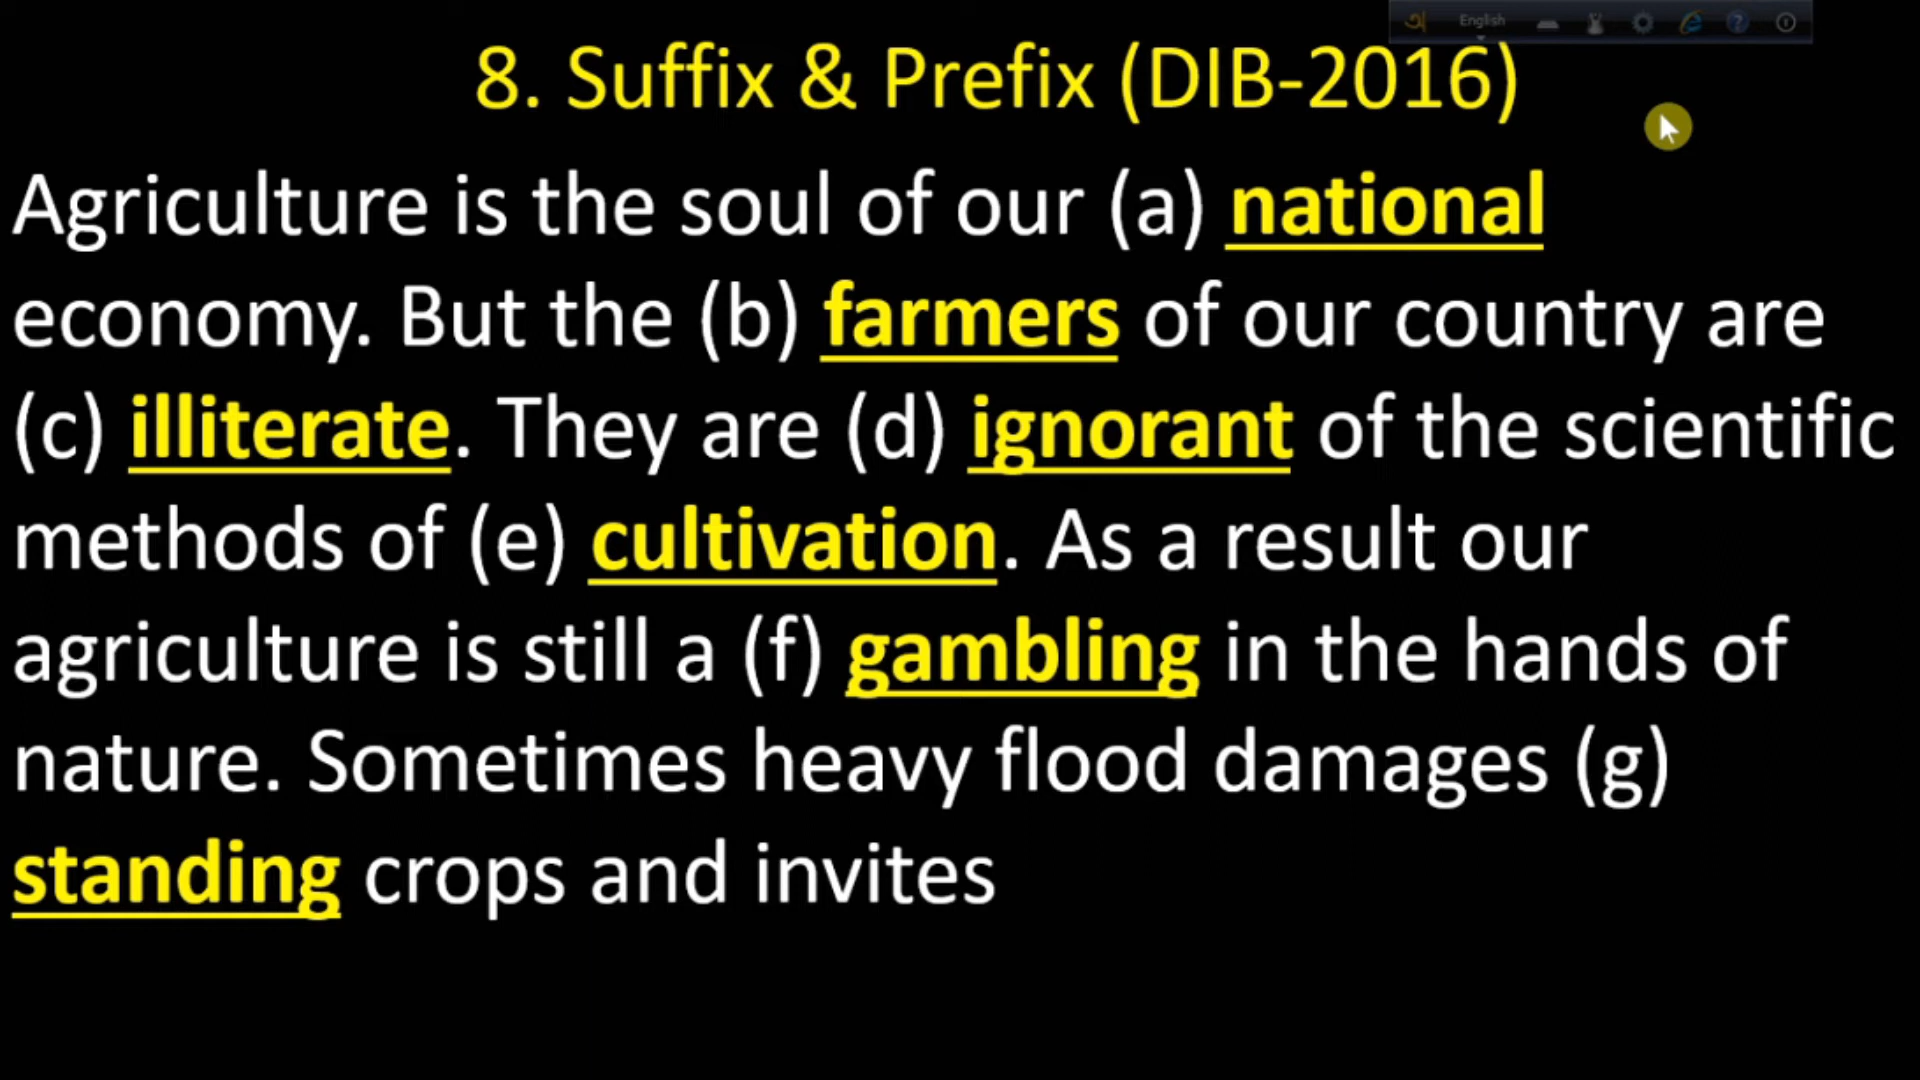 English
8. Suffix & Prefix (DIB-2016)
Agriculture is the soul of our (a) national
economy. But the (b) farmers of our country are
(c) illiterate. They are (d) ignorant of the scientific
methods of (e) cultivation. As a result our
agriculture is still a (f) gambling in the hands of
nature. Sometimes heavy flood damages (g)
standing crops and invites